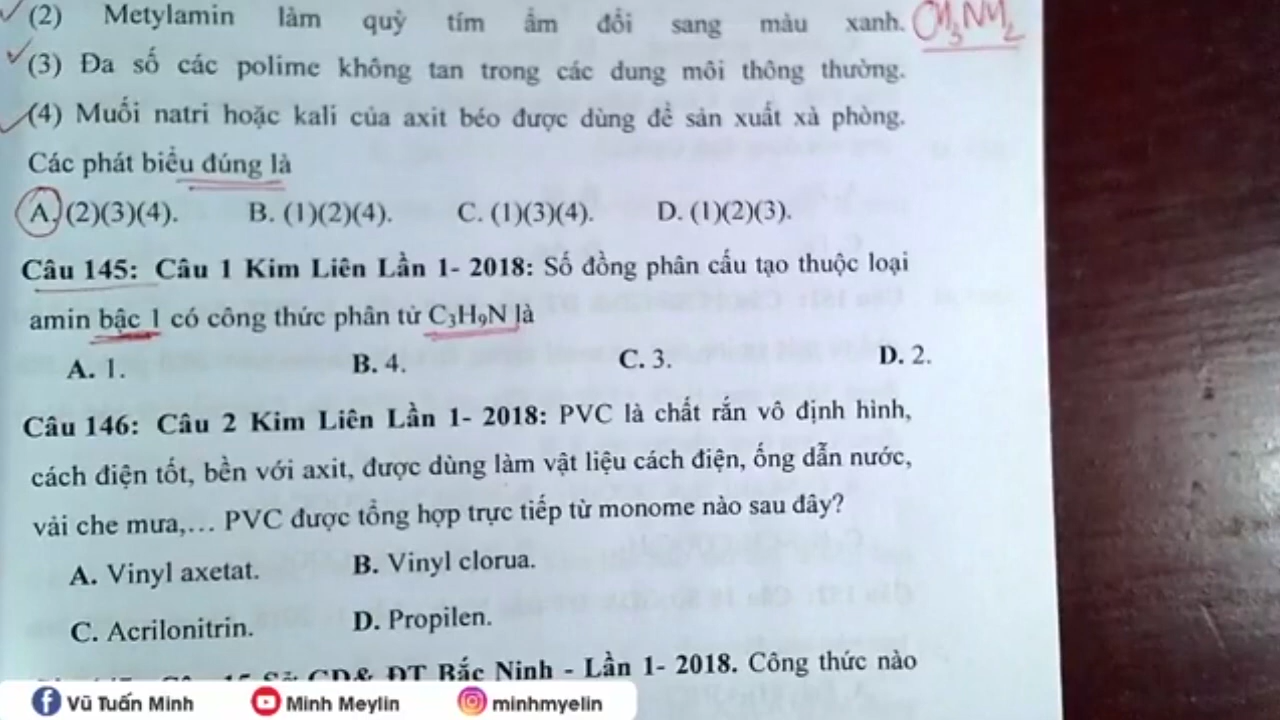 (2) Metylamin làm quỳ tím ẩm đổi sang màu xanh. CH3NH2
(3) Đa số các polime không tan trong các dung môi thông thường.
(4) Muối natri hoặc kali của axit béo được dùng để sản xuất xà phòng.
Các phát biểu đúng là
A. (2)(3)(4). B. (1)(2)(4). C. (1)(3)(4). D. (1)(2)(3).
Câu 145: Câu 1 Kim Liên Lần 1- 2018: Số đồng phân cấu tạo thuộc loại
amin bậc 1 có công thức phân tử C₃H₉N là
A. 1. B. 4. C. 3. D. 2.
Câu 146: Câu 2 Kim Liên Lần 1- 2018: PVC là chất rắn vô định hình,
cách điện tốt, bền với axit, được dùng làm vật liệu cách điện, ống dẫn nước,
vải che mưa,... PVC được tổng hợp trực tiếp từ monome nào sau đây?
A. Vinyl axetat. B. Vinyl clorua.
C. Acrilonitrin. D. Propilen.
ĐT Bắc Ninh - Lần 1- 2018. Công thức nào
Vũ Tuấn Minh Minh Meylin minhmyelin